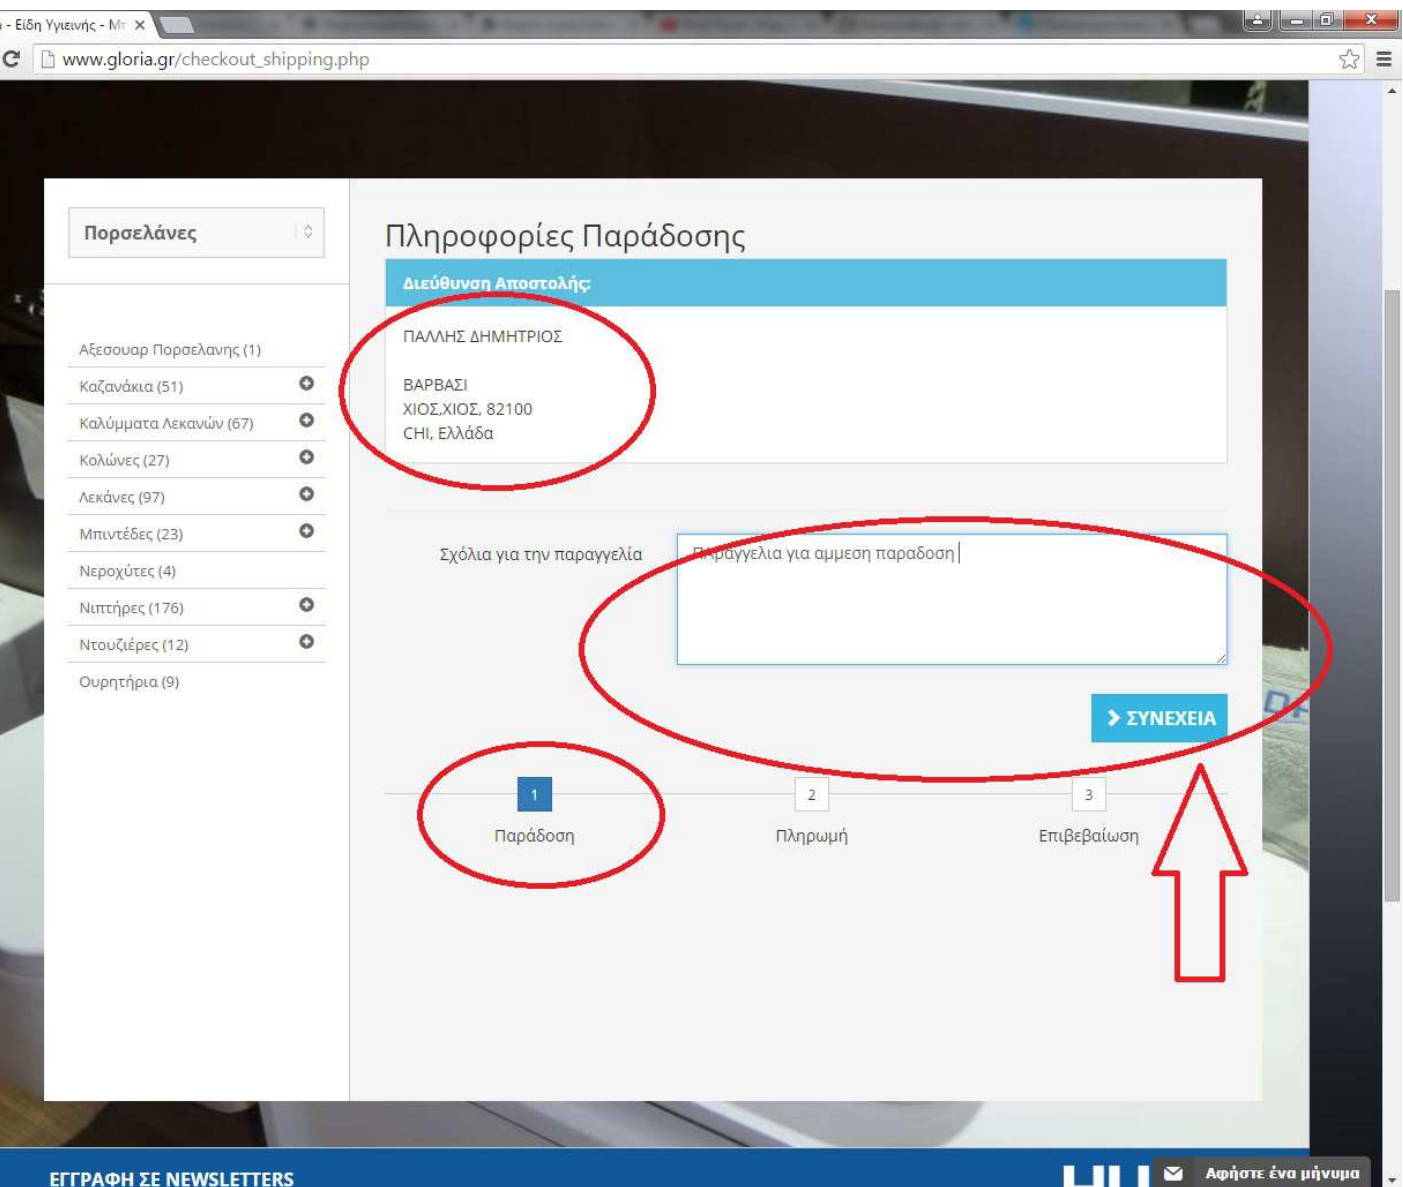 - Είδη Υγιεινής - Μπ
www.gloria.gr/checkout_shipping.php
Πορσελάνες
Αξεσουαρ Πορσελανης (1)
Καζανάκια (51)
Καλύμματα Λεκανών (67)
Κολώνες (27)
Λεκάνες (97)
Μπιντέδες (23)
Νεροχύτες (4)
Νιπτήρες (176)
Ντουζιέρες (12)
Ουρητήρια (9)
Πληροφορίες Παράδοσης
Διεύθυνση Αποστολής:
ΠΑΛΛΗΣ ΔΗΜΗΤΡΙΟΣ
ΒΑΡΒΑΣΙ
ΧΙΟΣ,ΧΙΟΣ, 82100
CHI, Ελλάδα
Σχόλια για την παραγγελία
ΠΑραγγελια για αμμεση παραδοση
ΣΥΝΕΧΕΙΑ
1 2 3
Παράδοση Πληρωμή Επιβεβαίωση
ΕΓΓΡΑΦΗ ΣΕ NEWSLETTERS
Αφήστε ένα μήνυμα